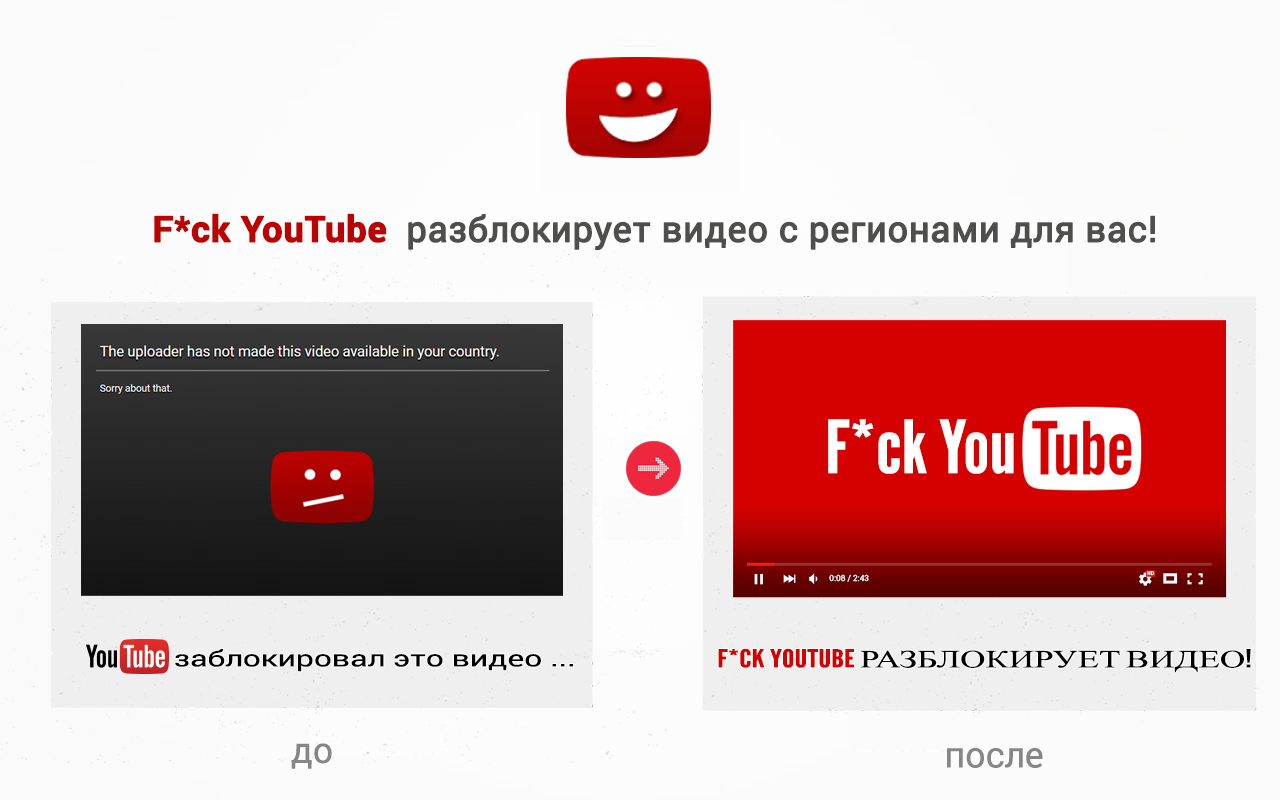 F*ck YouTube разблокирует видео с регионами для вас!
The uploader has not made this video available in your country.
Sorry about that.
YouTube заблокировал это видео ...
до
F*ck YouTube
0:08 / 2:43
HD
F*CK YOUTUBE РАЗБЛОКИРУЕТ ВИДЕО!
после